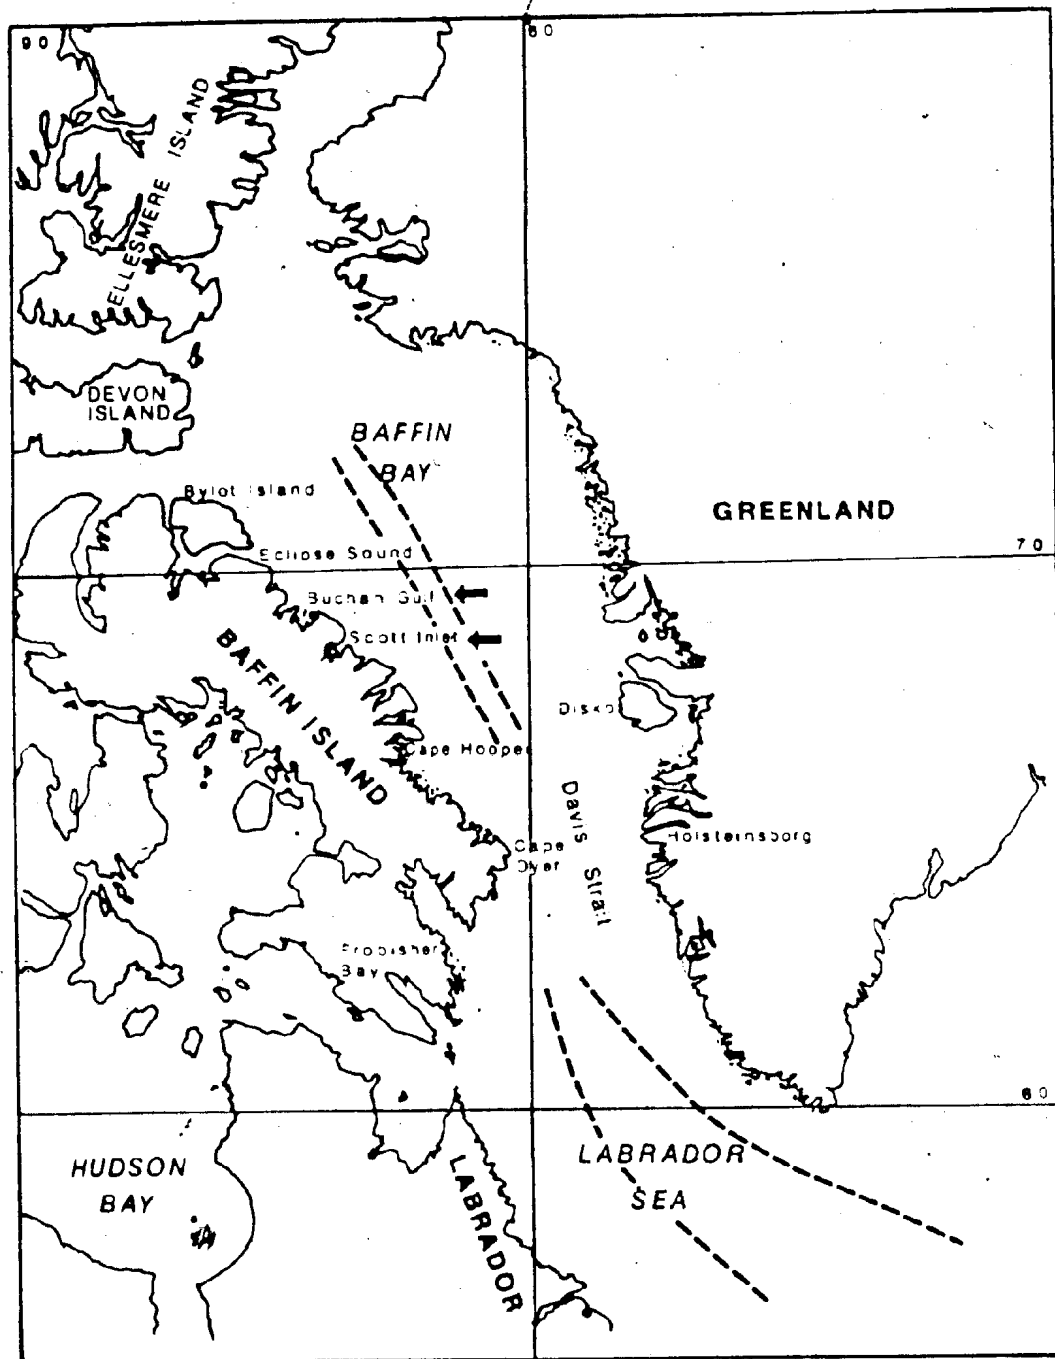 90
60
ELLESMERE ISLAND
DEVON
ISLAND
BAFFIN
BAY
Bylot Island
GREENLAND
Eclipse Sound
70
Buchan Gulf
Scott Inlet
BAFFIN ISLAND
Disko
Cape Hooper
Davis Strait
Holsteinsborg
Cape
Dyer
Frobisher
Bay
60
HUDSON
BAY
LABRADOR
LABRADOR
SEA